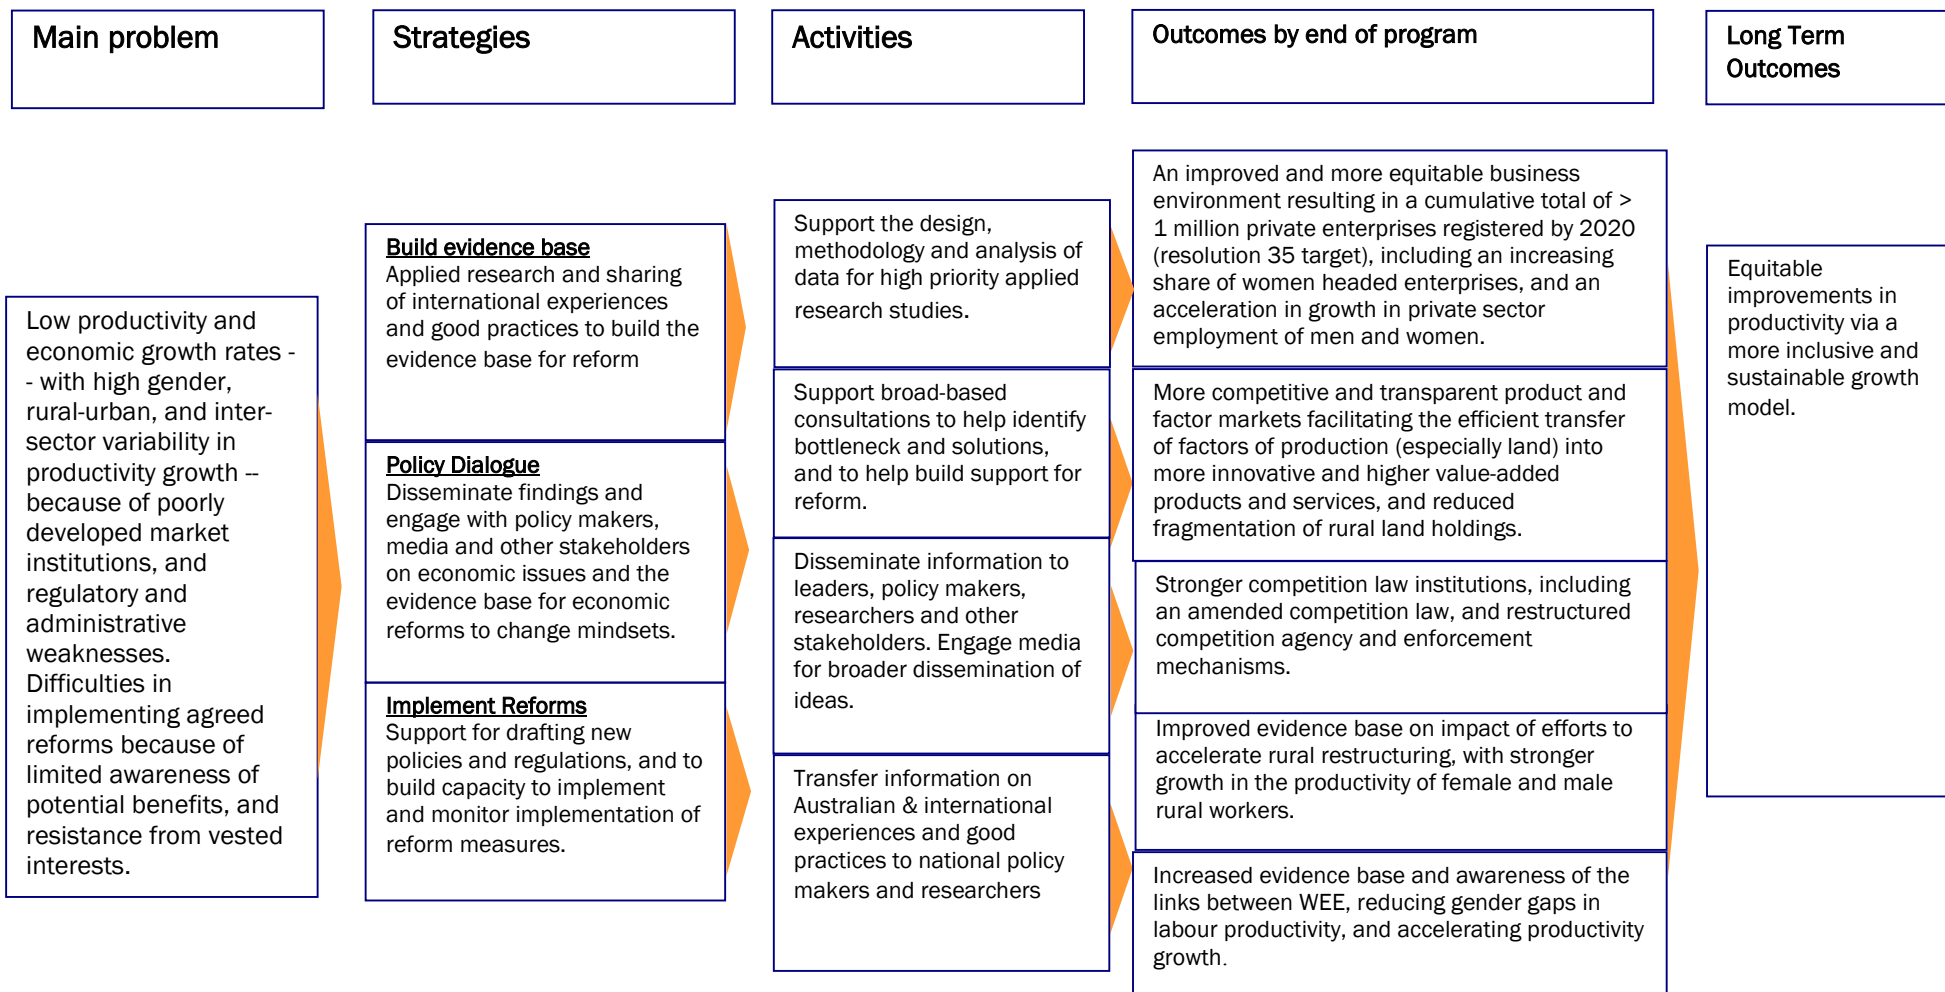 Main problem
Strategies
Activities
Outcomes by end of program
Long Term
Outcomes
Low productivity and
economic growth rates -
- with high gender,
rural-urban, and inter-
sector variability in
productivity growth --
because of poorly
developed market
institutions, and
regulatory and
administrative
weaknesses.
Difficulties in
implementing agreed
reforms because of
limited awareness of
potential benefits, and
resistance from vested
interests.
Build evidence base
Applied research and sharing
of international experiences
and good practices to build the
evidence base for reform
Policy Dialogue
Disseminate findings and
engage with policy makers,
media and other stakeholders
on economic issues and the
evidence base for economic
reforms to change mindsets.
Implement Reforms
Support for drafting new
policies and regulations, and to
build capacity to implement
and monitor implementation of
reform measures.
Support the design,
methodology and analysis of
data for high priority applied
research studies.
Support broad-based
consultations to help identify
bottleneck and solutions,
and to help build support for
reform.
Disseminate information to
leaders, policy makers,
researchers and other
stakeholders. Engage media
for broader dissemination of
ideas.
Transfer information on
Australian & international
experiences and good
practices to national policy
makers and researchers
An improved and more equitable business
environment resulting in a cumulative total of >
1 million private enterprises registered by 2020
(resolution 35 target), including an increasing
share of women headed enterprises, and an
acceleration in growth in private sector
employment of men and women.
More competitive and transparent product and
factor markets facilitating the efficient transfer
of factors of production (especially land) into
more innovative and higher value-added
products and services, and reduced
fragmentation of rural land holdings.
Stronger competition law institutions, including
an amended competition law, and restructured
competition agency and enforcement
mechanisms.
Improved evidence base on impact of efforts to
accelerate rural restructuring, with stronger
growth in the productivity of female and male
rural workers.
Increased evidence base and awareness of the
links between WEE, reducing gender gaps in
labour productivity, and accelerating productivity
growth.
Equitable
improvements in
productivity via a
more inclusive and
sustainable growth
model.